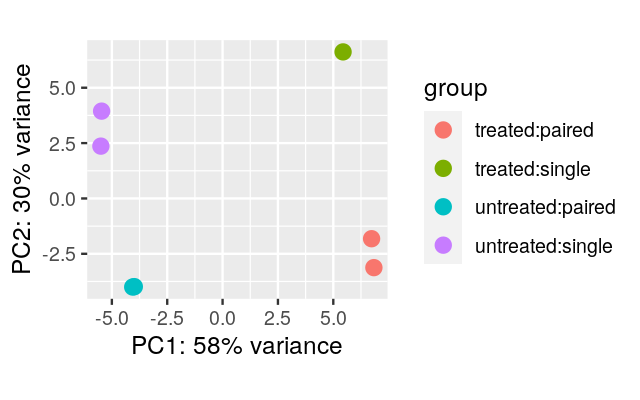 PC2: 30% variance
5.0
2.5
0.0
-2.5
-5.0 -2.5 0.0 2.5 5.0
PC1: 58% variance
group
treated:paired
treated:single
untreated:paired
untreated:single